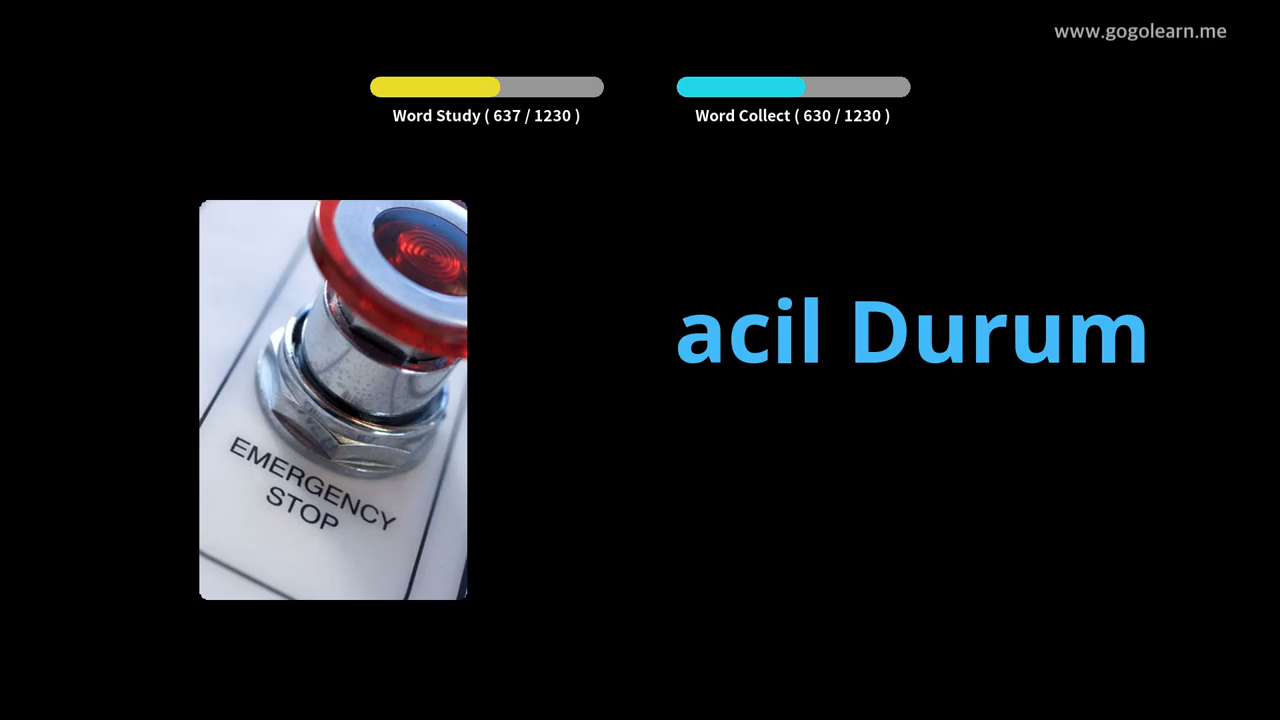 www.gogolearn.me
Word Study ( 637 / 1230 )
Word Collect ( 630 / 1230 )
acil Durum
EMERGENCY
STOP